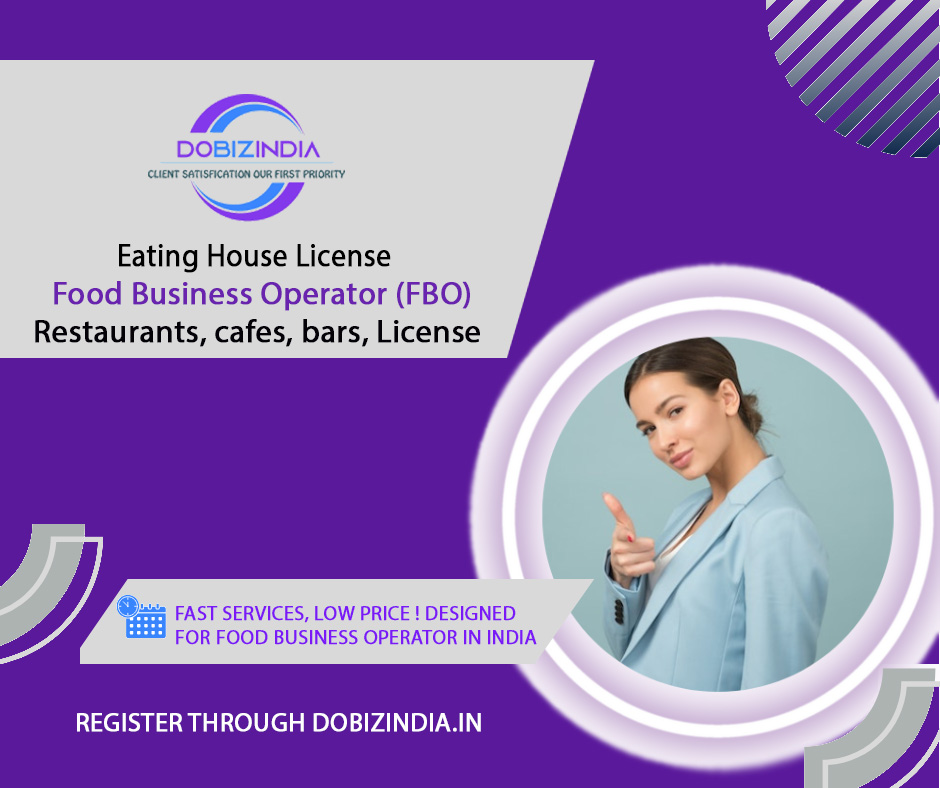 DOBIZINDIA
CLIENT SATISFICATION OUR FIRST PRIORITY
Eating House License
Food Business Operator (FBO)
Restaurants, cafes, bars, License
FAST SERVICES, LOW PRICE ! DESIGNED
FOR FOOD BUSINESS OPERATOR IN INDIA
REGISTER THROUGH DOBIZINDIA.IN